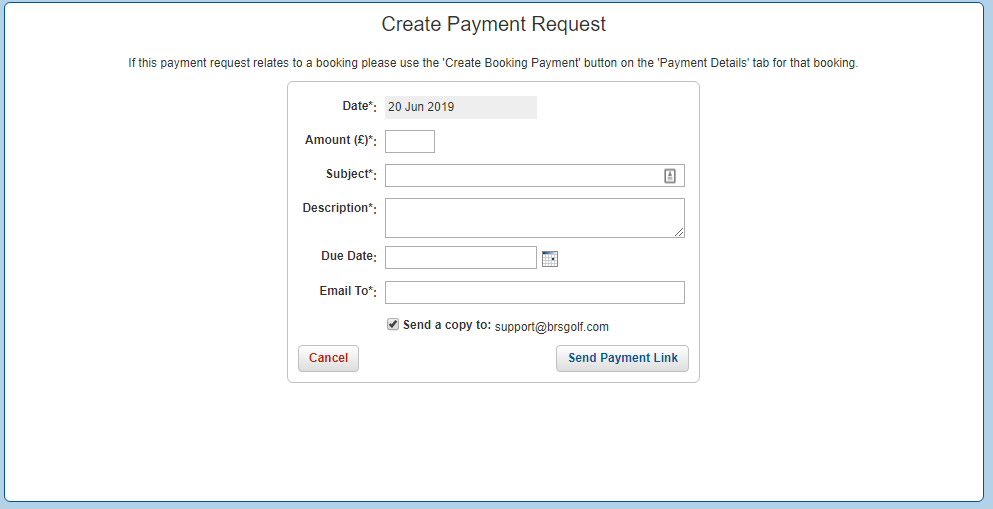 Create Payment Request
If this payment request relates to a booking please use the 'Create Booking Payment' button on the 'Payment Details' tab for that booking.
Date*: 20 Jun 2019
Amount (£)*:
Subject*:
Description*:
Due Date:
Email To*:
Send a copy to: support@brsgolf.com
Cancel Send Payment Link